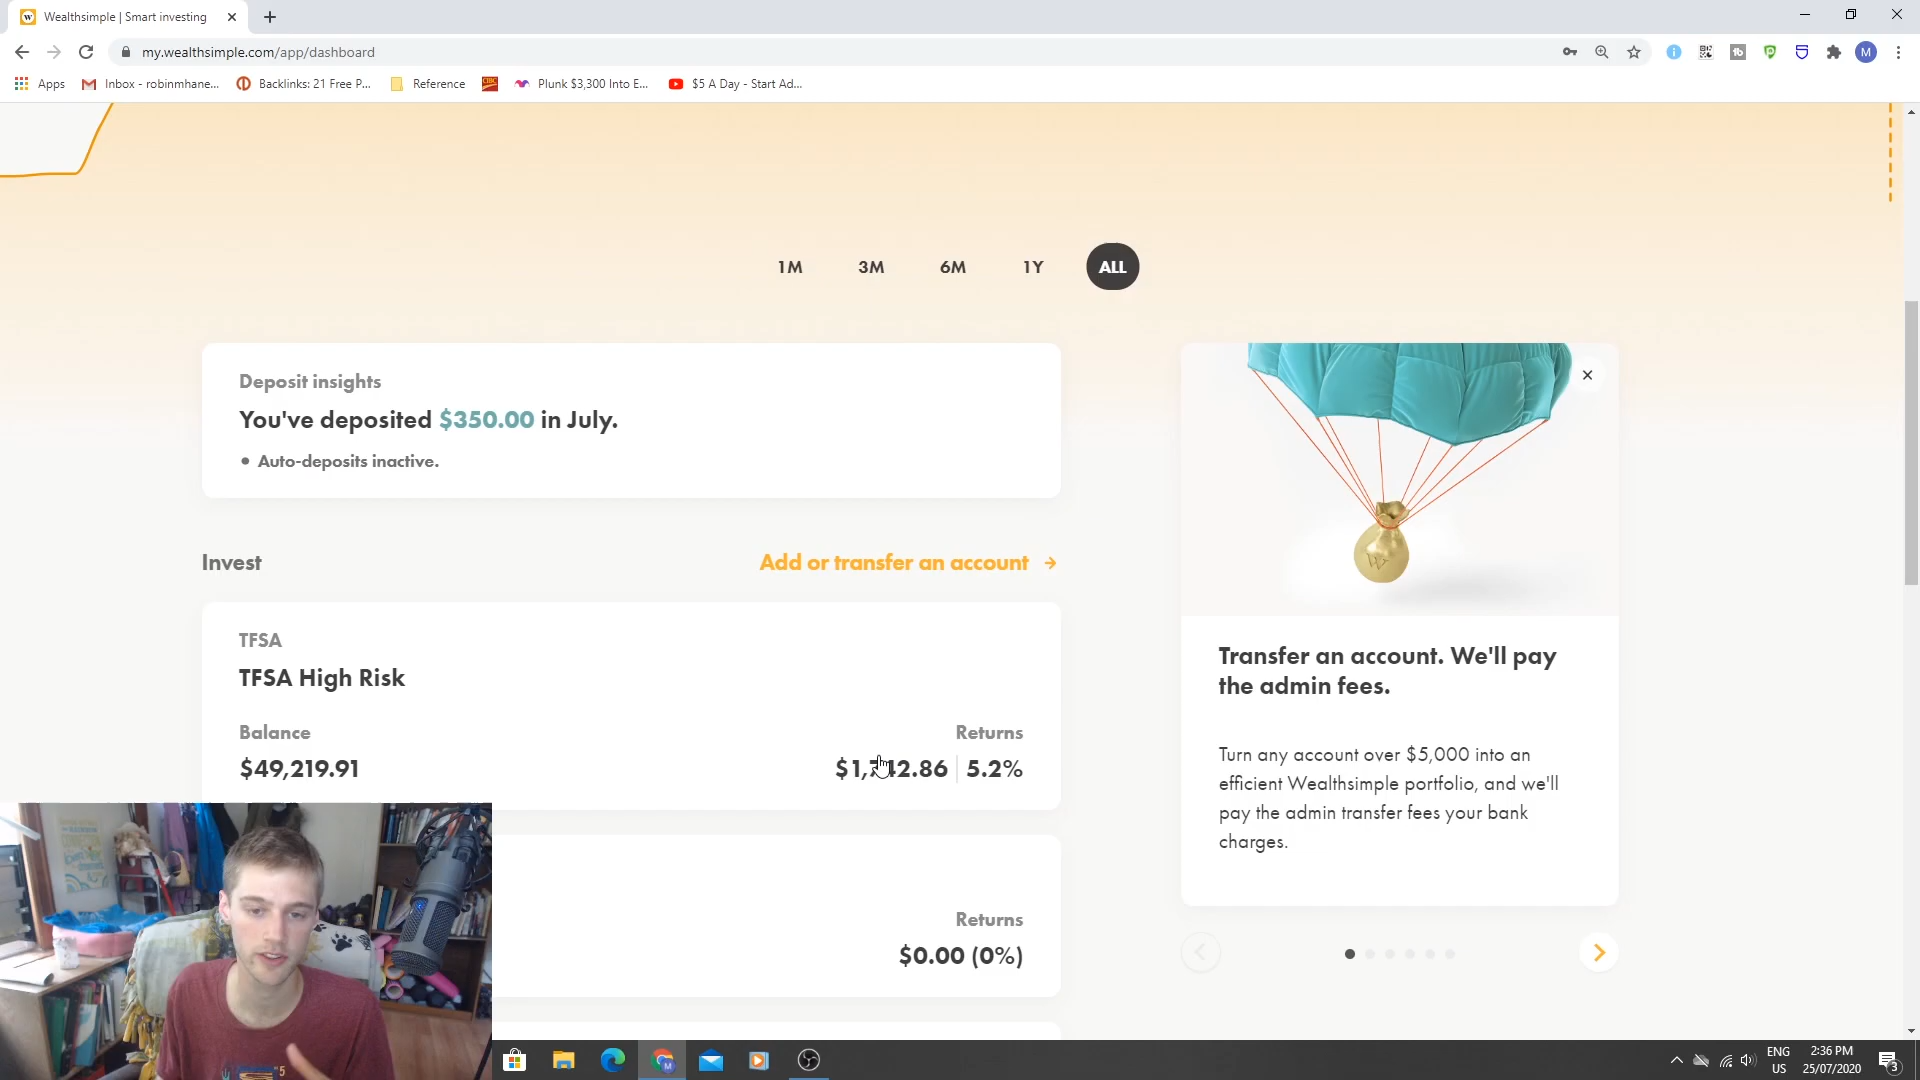 Wealthsimple | Smart investing
my.wealthsimple.com/app/dashboard
Apps
Inbox - robinmhane...
Backlinks: 21 Free P...
Reference
Plunk $3,300 Into E...
$5 A Day - Start Ad...
1M 3M 6M 1Y ALL
Deposit insights
You've deposited $350.00 in July.
• Auto-deposits inactive.
Invest
Add or transfer an account →
TFSA
TFSA High Risk
Balance
Returns
$49,219.91
5.2%
Returns
$0.00 (0%)
Transfer an account. We'll pay
the admin fees.
Turn any account over $5,000 into an
efficient Wealthsimple portfolio, and we'll
pay the admin transfer fees your bank
charges.
ENG
US
2:36 PM
25/07/2020
3